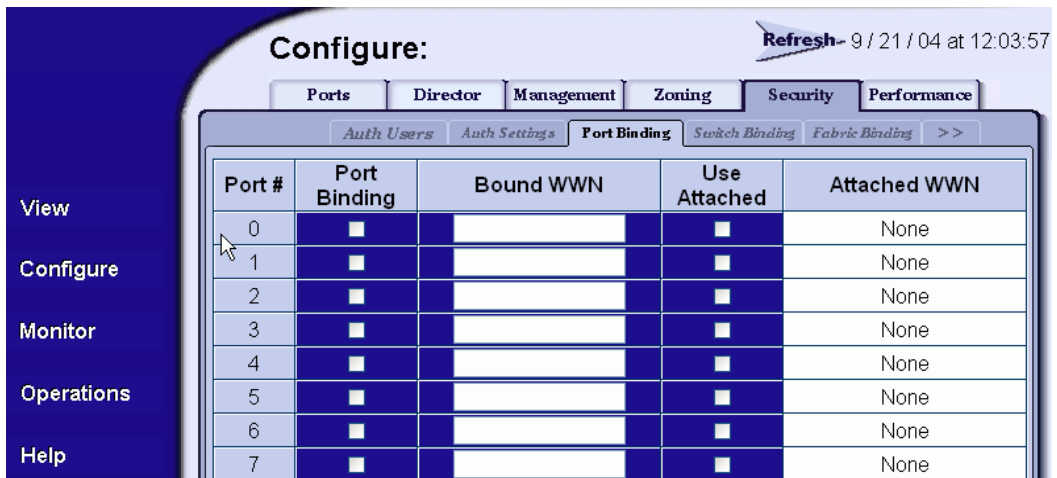 Configure:
Refresh- 9 / 21 / 04 at 12:03:57
Ports Director Management Zoning Security Performance
Auth Users Auth Settings Port Binding Switch Binding Fabric Binding >>
Port # Port Binding Bound WWN Use Attached Attached WWN
View
Configure
Monitor
Operations
Help
0 None
1 None
2 None
3 None
4 None
5 None
6 None
7 None